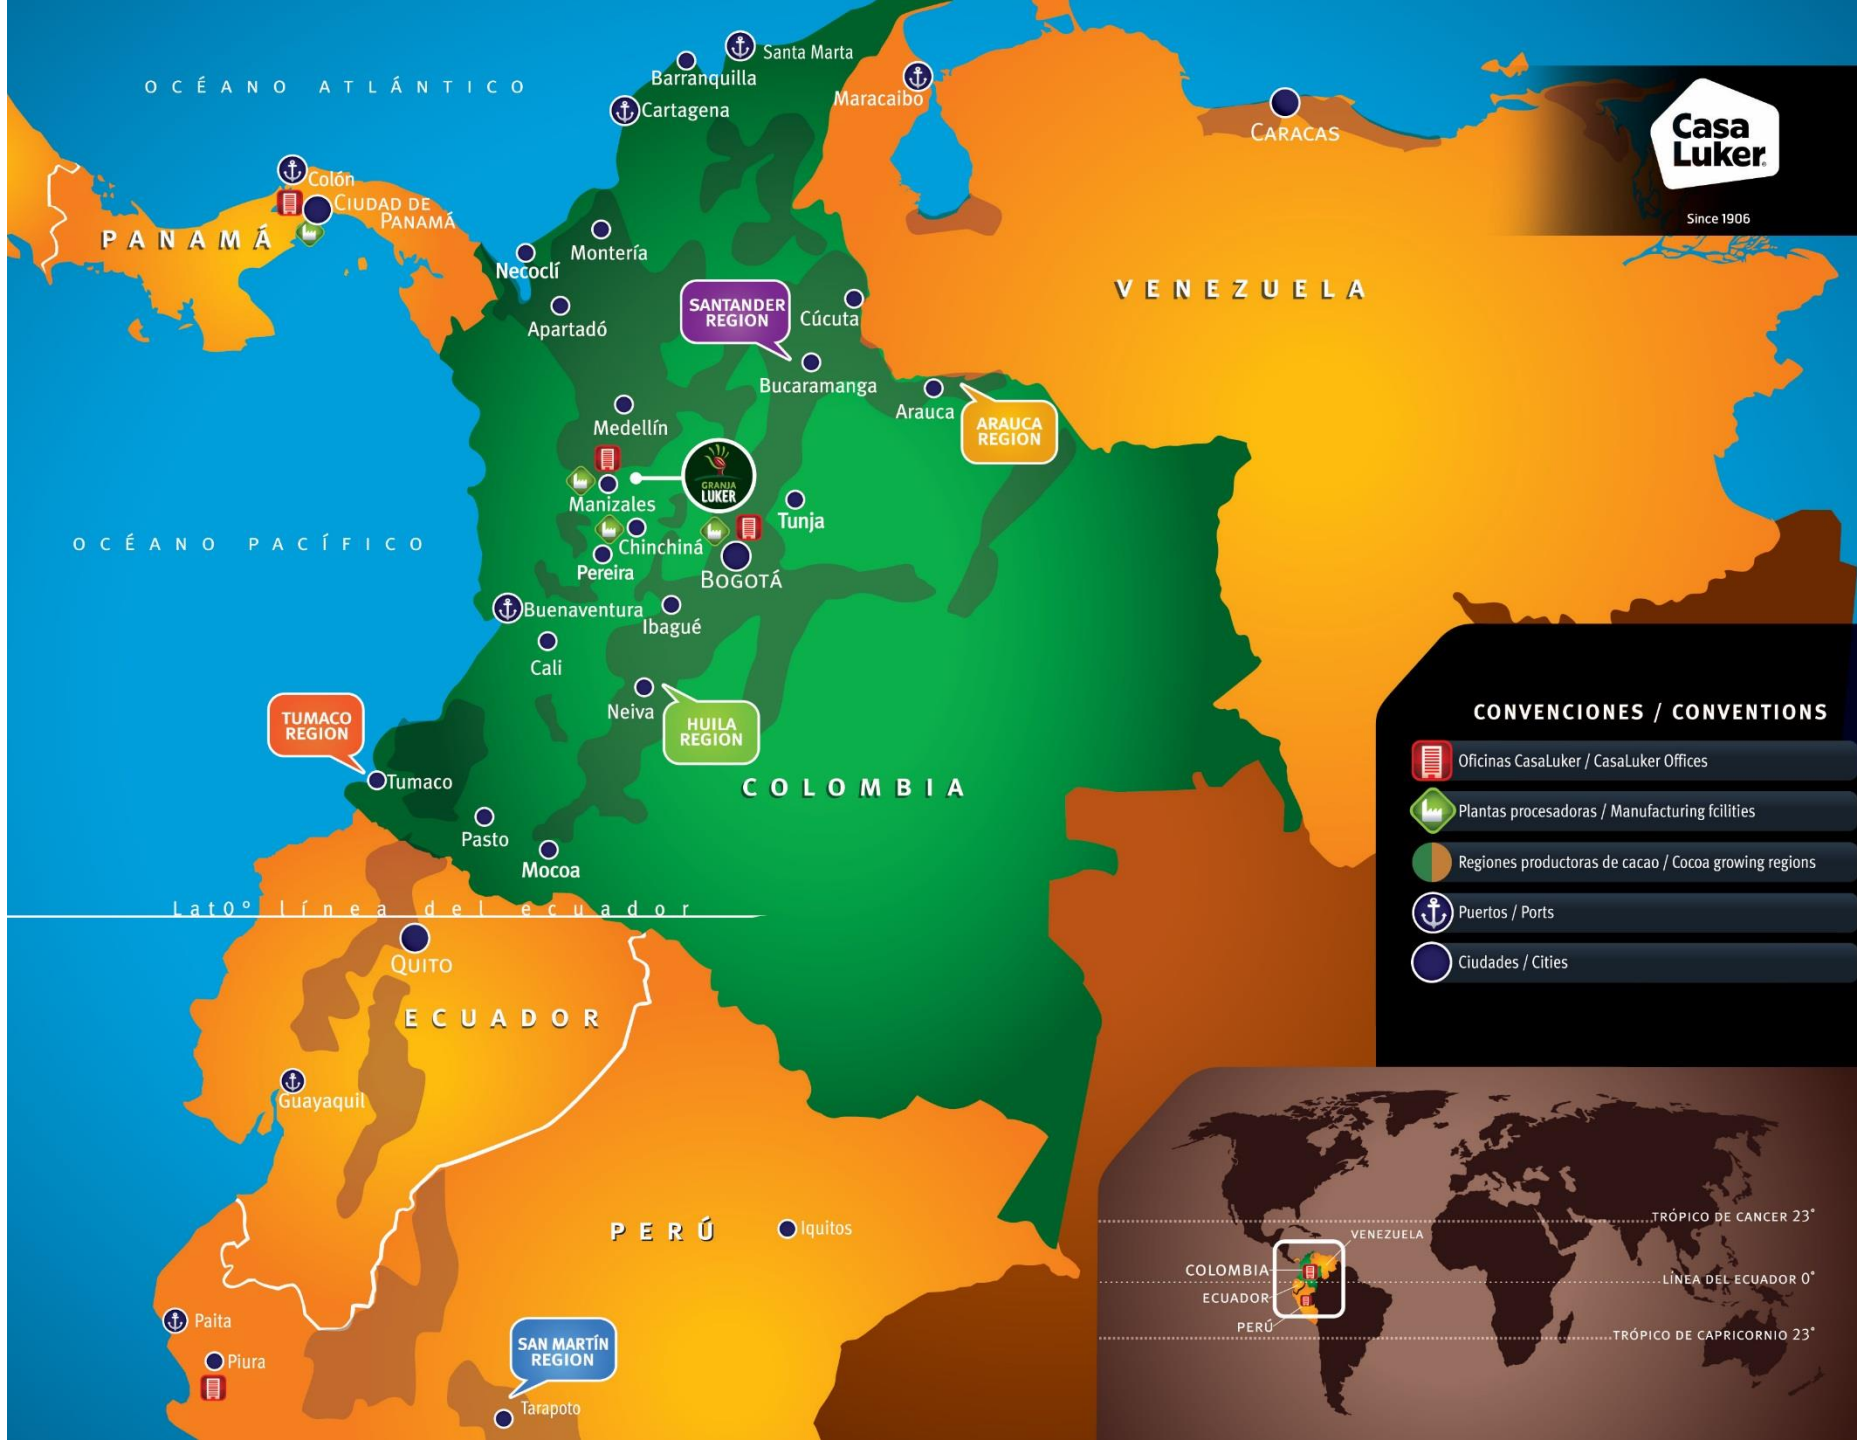 OCÉANO ATLÁNTICO
Santa Marta
Barranquilla
Cartagena
Maracaibo
CARACAS
Casa
Luker
Since 1906
Colón
CIUDAD DE
PANAMÁ
PANAMÁ
Montería
Necoclí
Apartadó
SANTANDER
REGION
Cúcuta
VENEZUELA
Bucaramanga
Arauca
ARAUCA
REGION
Medellín
GRANJA
LUKER
Manizales
Tunja
Chinchiná
Pereira
BOGOTÁ
OCÉANO PACÍFICO
Buenaventura
Ibagué
Cali
Neiva
HUILA
REGION
TUMACO
REGION
Tumaco
COLOMBIA
Pasto
Mocoa
Lat0° línea del ecuador
QUITO
ECUADOR
Guayaquil
PERÚ
Iquitos
Paita
Piura
SAN MARTÍN
REGION
Tarapoto
CONVENCIONES / CONVENTIONS
Oficinas CasaLuker / CasaLuker Offices
Plantas procesadoras / Manufacturing fcilities
Regiones productoras de cacao / Cocoa growing regions
Puertos / Ports
Ciudades / Cities
TRÓPICO DE CANCER 23°
VENEZUELA
COLOMBIA
LÍNEA DEL ECUADOR 0°
ECUADOR
PERÚ
TRÓPICO DE CAPRICORNIO 23°